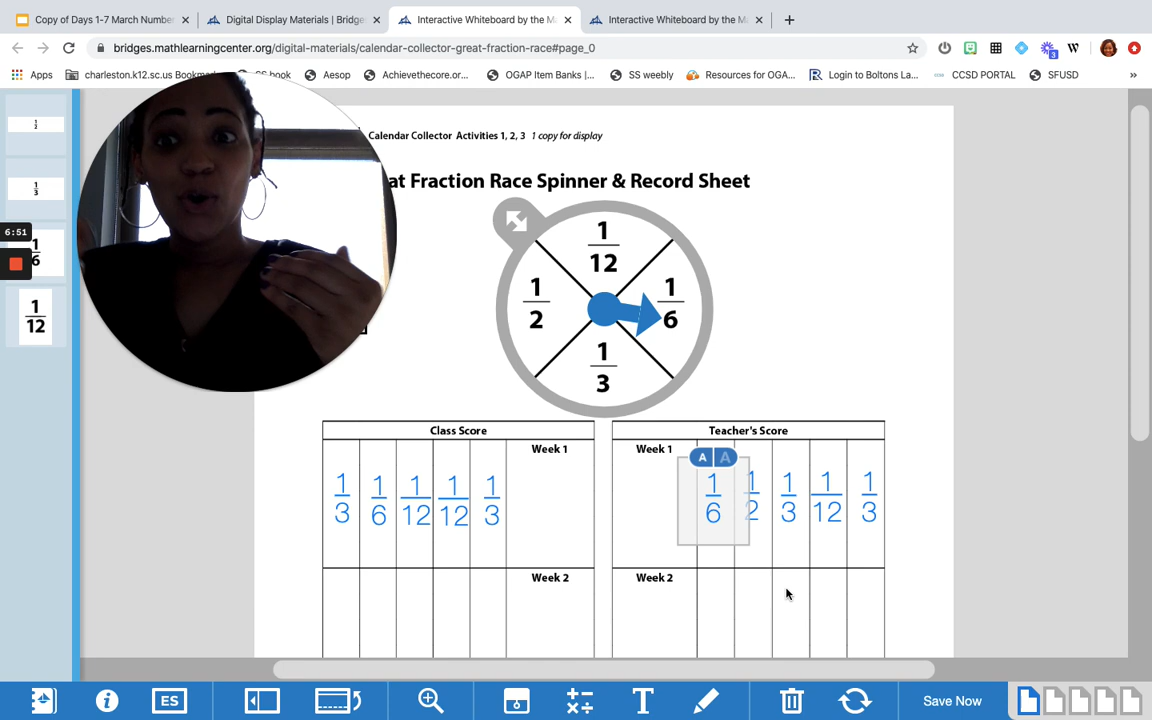 Copy of Days 1-7 March Number
Digital Display Materials | Bridge
Interactive Whiteboard by the M
Interactive Whiteboard by the M
bridges.mathlearningcenter.org/digital-materials/calendar-collector-great-fraction-race#page_0
Apps
charleston.k12.sc.us Bookma
SS book
Aesop
Achievethecore.or...
OGAP Item Banks |...
SS weekly
Resources for OGA...
Login to Boltons La...
CCSD PORTAL
SFUSD
»
1
2
1
3
6:51
1
6
1
12
Calendar Collector Activities 1, 2, 3 1 copy for display
at Fraction Race Spinner & Record Sheet
1
12
1
2
1
6
1
3
Class Score
Week 1
1 1 1 1 1
3 6 12 12 3
Week 2
Teacher's Score
Week 1
A A
1 1 1 1 1
6 2 3 12 3
Week 2
ES
T
Save Now